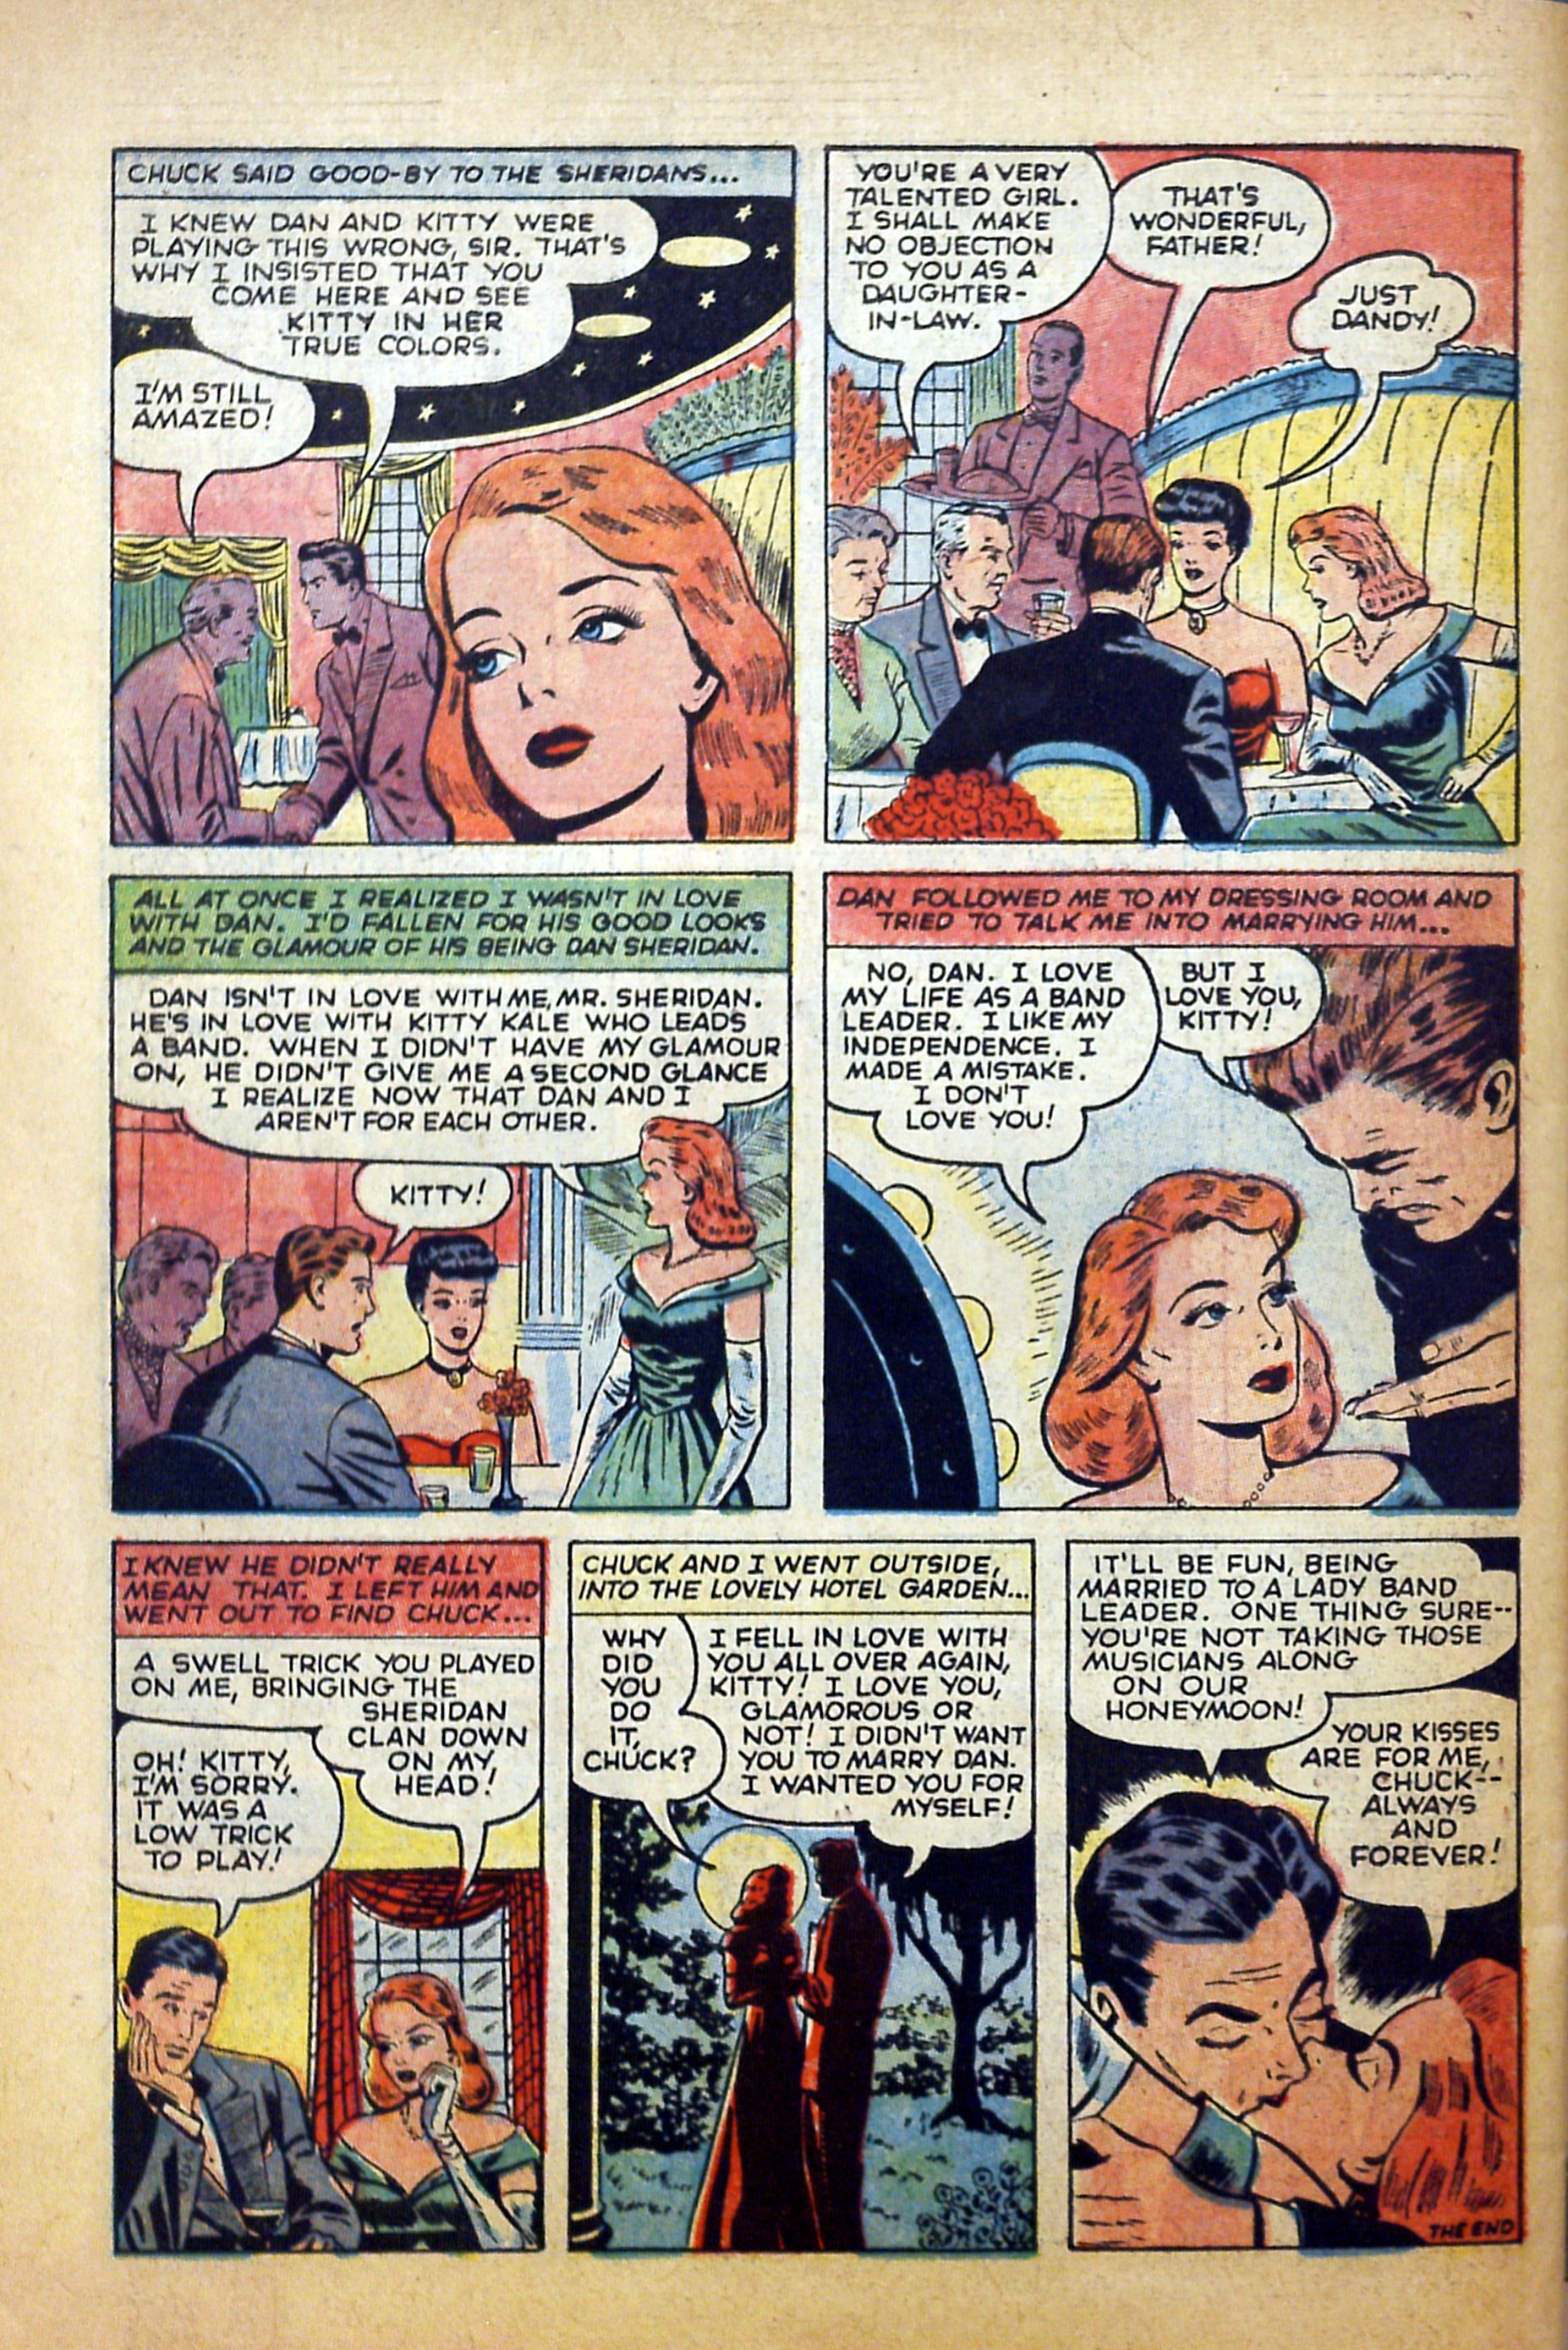 CHUCK SAID GOOD-BY TO THE SHERIDANS...
I KNEW DAN AND KITTY WERE
PLAYING THIS WRONG, SIR. THAT'S
WHY I INSISTED THAT YOU
COME HERE AND SEE
KITTY IN HER
TRUE COLORS.
I'M STILL
AMAZED!
YOU'RE A VERY
TALENTED GIRL.
I SHALL MAKE
NO OBJECTION
TO YOU AS A
DAUGHTER-
IN-LAW.
THAT'S
WONDERFUL,
FATHER!
JUST
DANDY!
ALL AT ONCE I REALIZED I WASN'T IN LOVE
WITH DAN. I'D FALLEN FOR HIS GOOD LOOKS
AND THE GLAMOUR OF HIS BEING DAN SHERIDAN.
DAN ISN'T IN LOVE WITH ME, MR. SHERIDAN.
HE'S IN LOVE WITH KITTY KALE WHO LEADS
A BAND. WHEN I DIDN'T HAVE MY GLAMOUR
ON, HE DIDN'T GIVE ME A SECOND GLANCE
I REALIZE NOW THAT DAN AND I
AREN'T FOR EACH OTHER.
KITTY!
DAN FOLLOWED ME TO MY DRESSING ROOM AND
TRIED TO TALK ME INTO MARRYING HIM...
NO, DAN. I LOVE
MY LIFE AS A BAND
LEADER. I LIKE MY
INDEPENDENCE. I
MADE A MISTAKE.
I DON'T
LOVE YOU!
BUT I
LOVE YOU,
KITTY!
I KNEW HE DIDN'T REALLY
MEAN THAT. I LEFT HIM AND
WENT OUT TO FIND CHUCK...
A SWELL TRICK YOU PLAYED
ON ME, BRINGING THE
SHERIDAN
CLAN DOWN
ON MY
HEAD!
OH! KITTY,
I'M SORRY.
IT WAS A
LOW TRICK
TO PLAY!
CHUCK AND I WENT OUTSIDE,
INTO THE LOVELY HOTEL GARDEN...
WHY
DID
YOU
DO
IT,
CHUCK?
I FELL IN LOVE WITH
YOU ALL OVER AGAIN,
KITTY! I LOVE YOU,
GLAMOROUS OR
NOT! I DIDN'T WANT
YOU TO MARRY DAN.
I WANTED YOU FOR
MYSELF!
IT'LL BE FUN, BEING
MARRIED TO A LADY BAND
LEADER. ONE THING SURE--
YOU'RE NOT TAKING THOSE
MUSICIANS ALONG
ON OUR
HONEYMOON!
YOUR KISSES
ARE FOR ME,
CHUCK--
ALWAYS
AND
FOREVER!
THE END